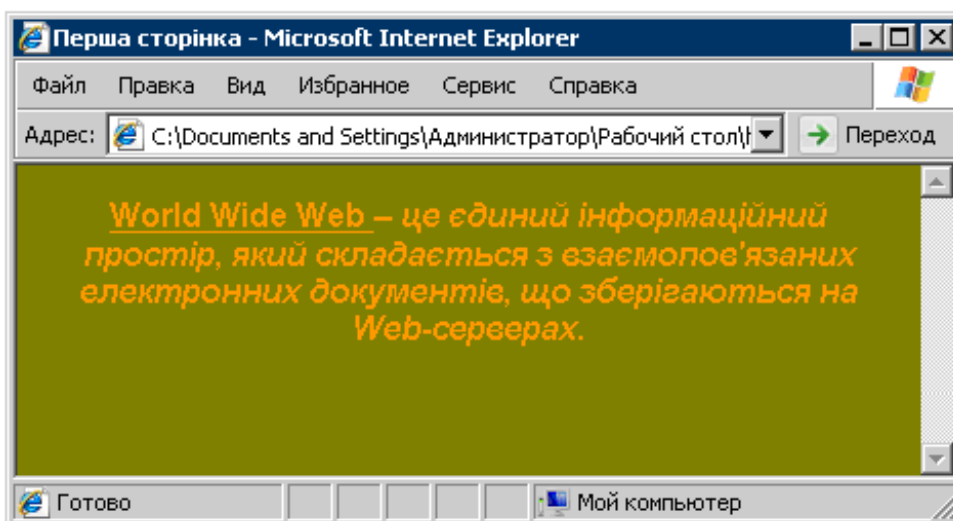 Перша сторінка - Microsoft Internet Explorer
Файл Правка Вид Избранное Сервис Справка
Адрес: C:\Documents and Settings\Администратор\Рабочий стол\ Переход
World Wide Web – це єдиний інформаційний
простір, який складається з взаємопов'язаних
електронних документів, що зберігаються на
Web-серверах.
Готово Мой компьютер